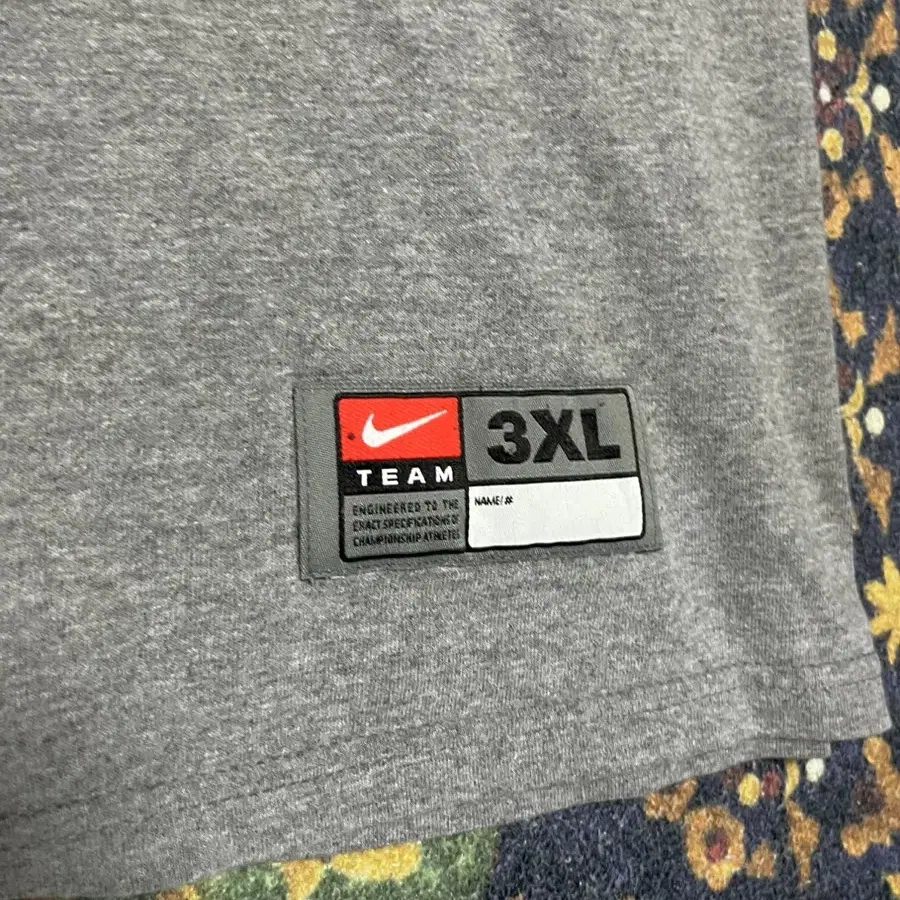 TEAM
ENGINEERED TO THE
EXACT SPECIFICATIONS OF
CHAMPIONSHIP ATHLETES
3XL
NAME/#